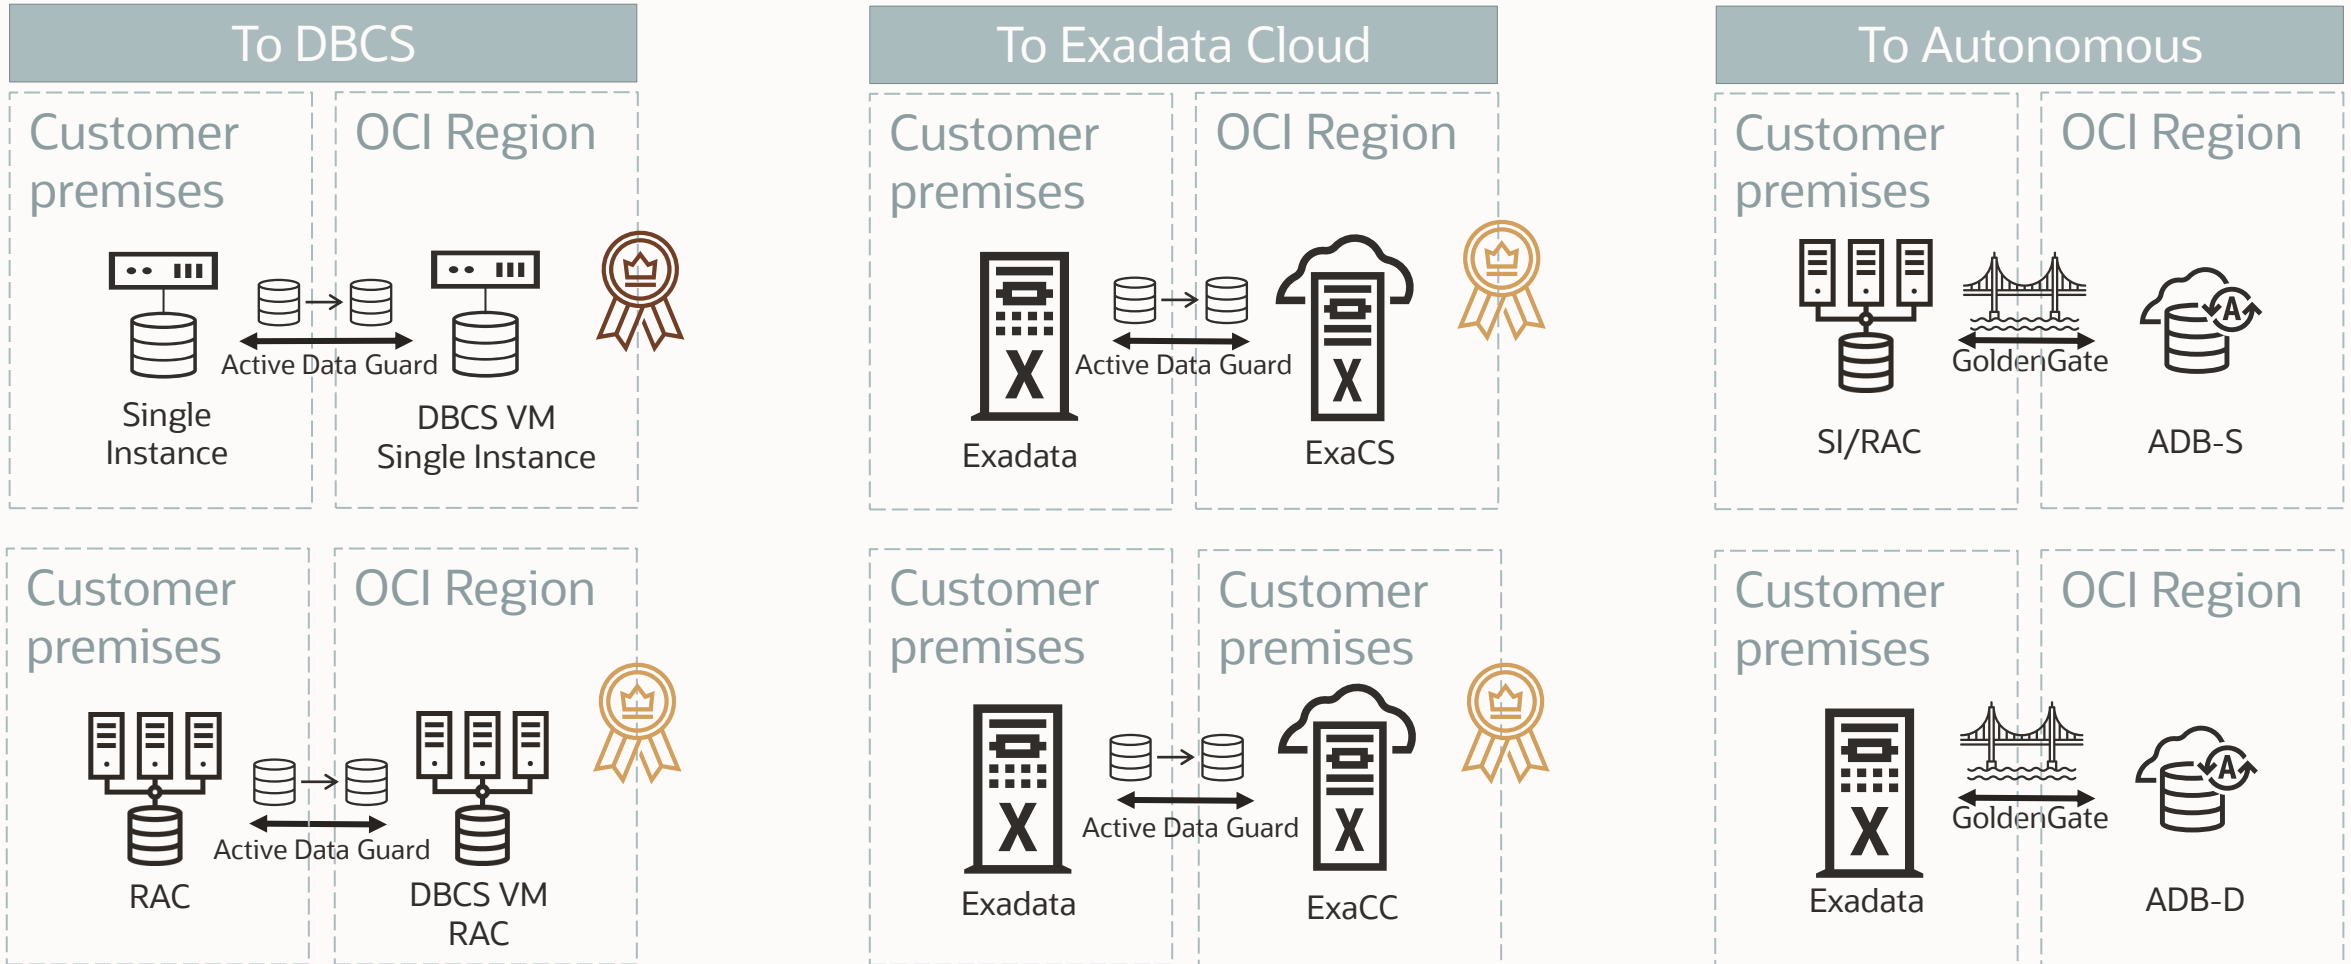 To DBCS
Customer
premises
OCI Region
Active Data Guard
Single
Instance
DBCS VM
Single Instance
Customer
premises
OCI Region
Active Data Guard
RAC
DBCS VM
RAC
To Exadata Cloud
Customer
premises
OCI Region
X
X
Active Data Guard
Exadata
ExaCS
Customer
premises
Customer
premises
X
X
Active Data Guard
Exadata
ExaCC
To Autonomous
Customer
premises
OCI Region
A
GoldenGate
SI/RAC
ADB-S
Customer
premises
OCI Region
A
X
GoldenGate
Exadata
ADB-D